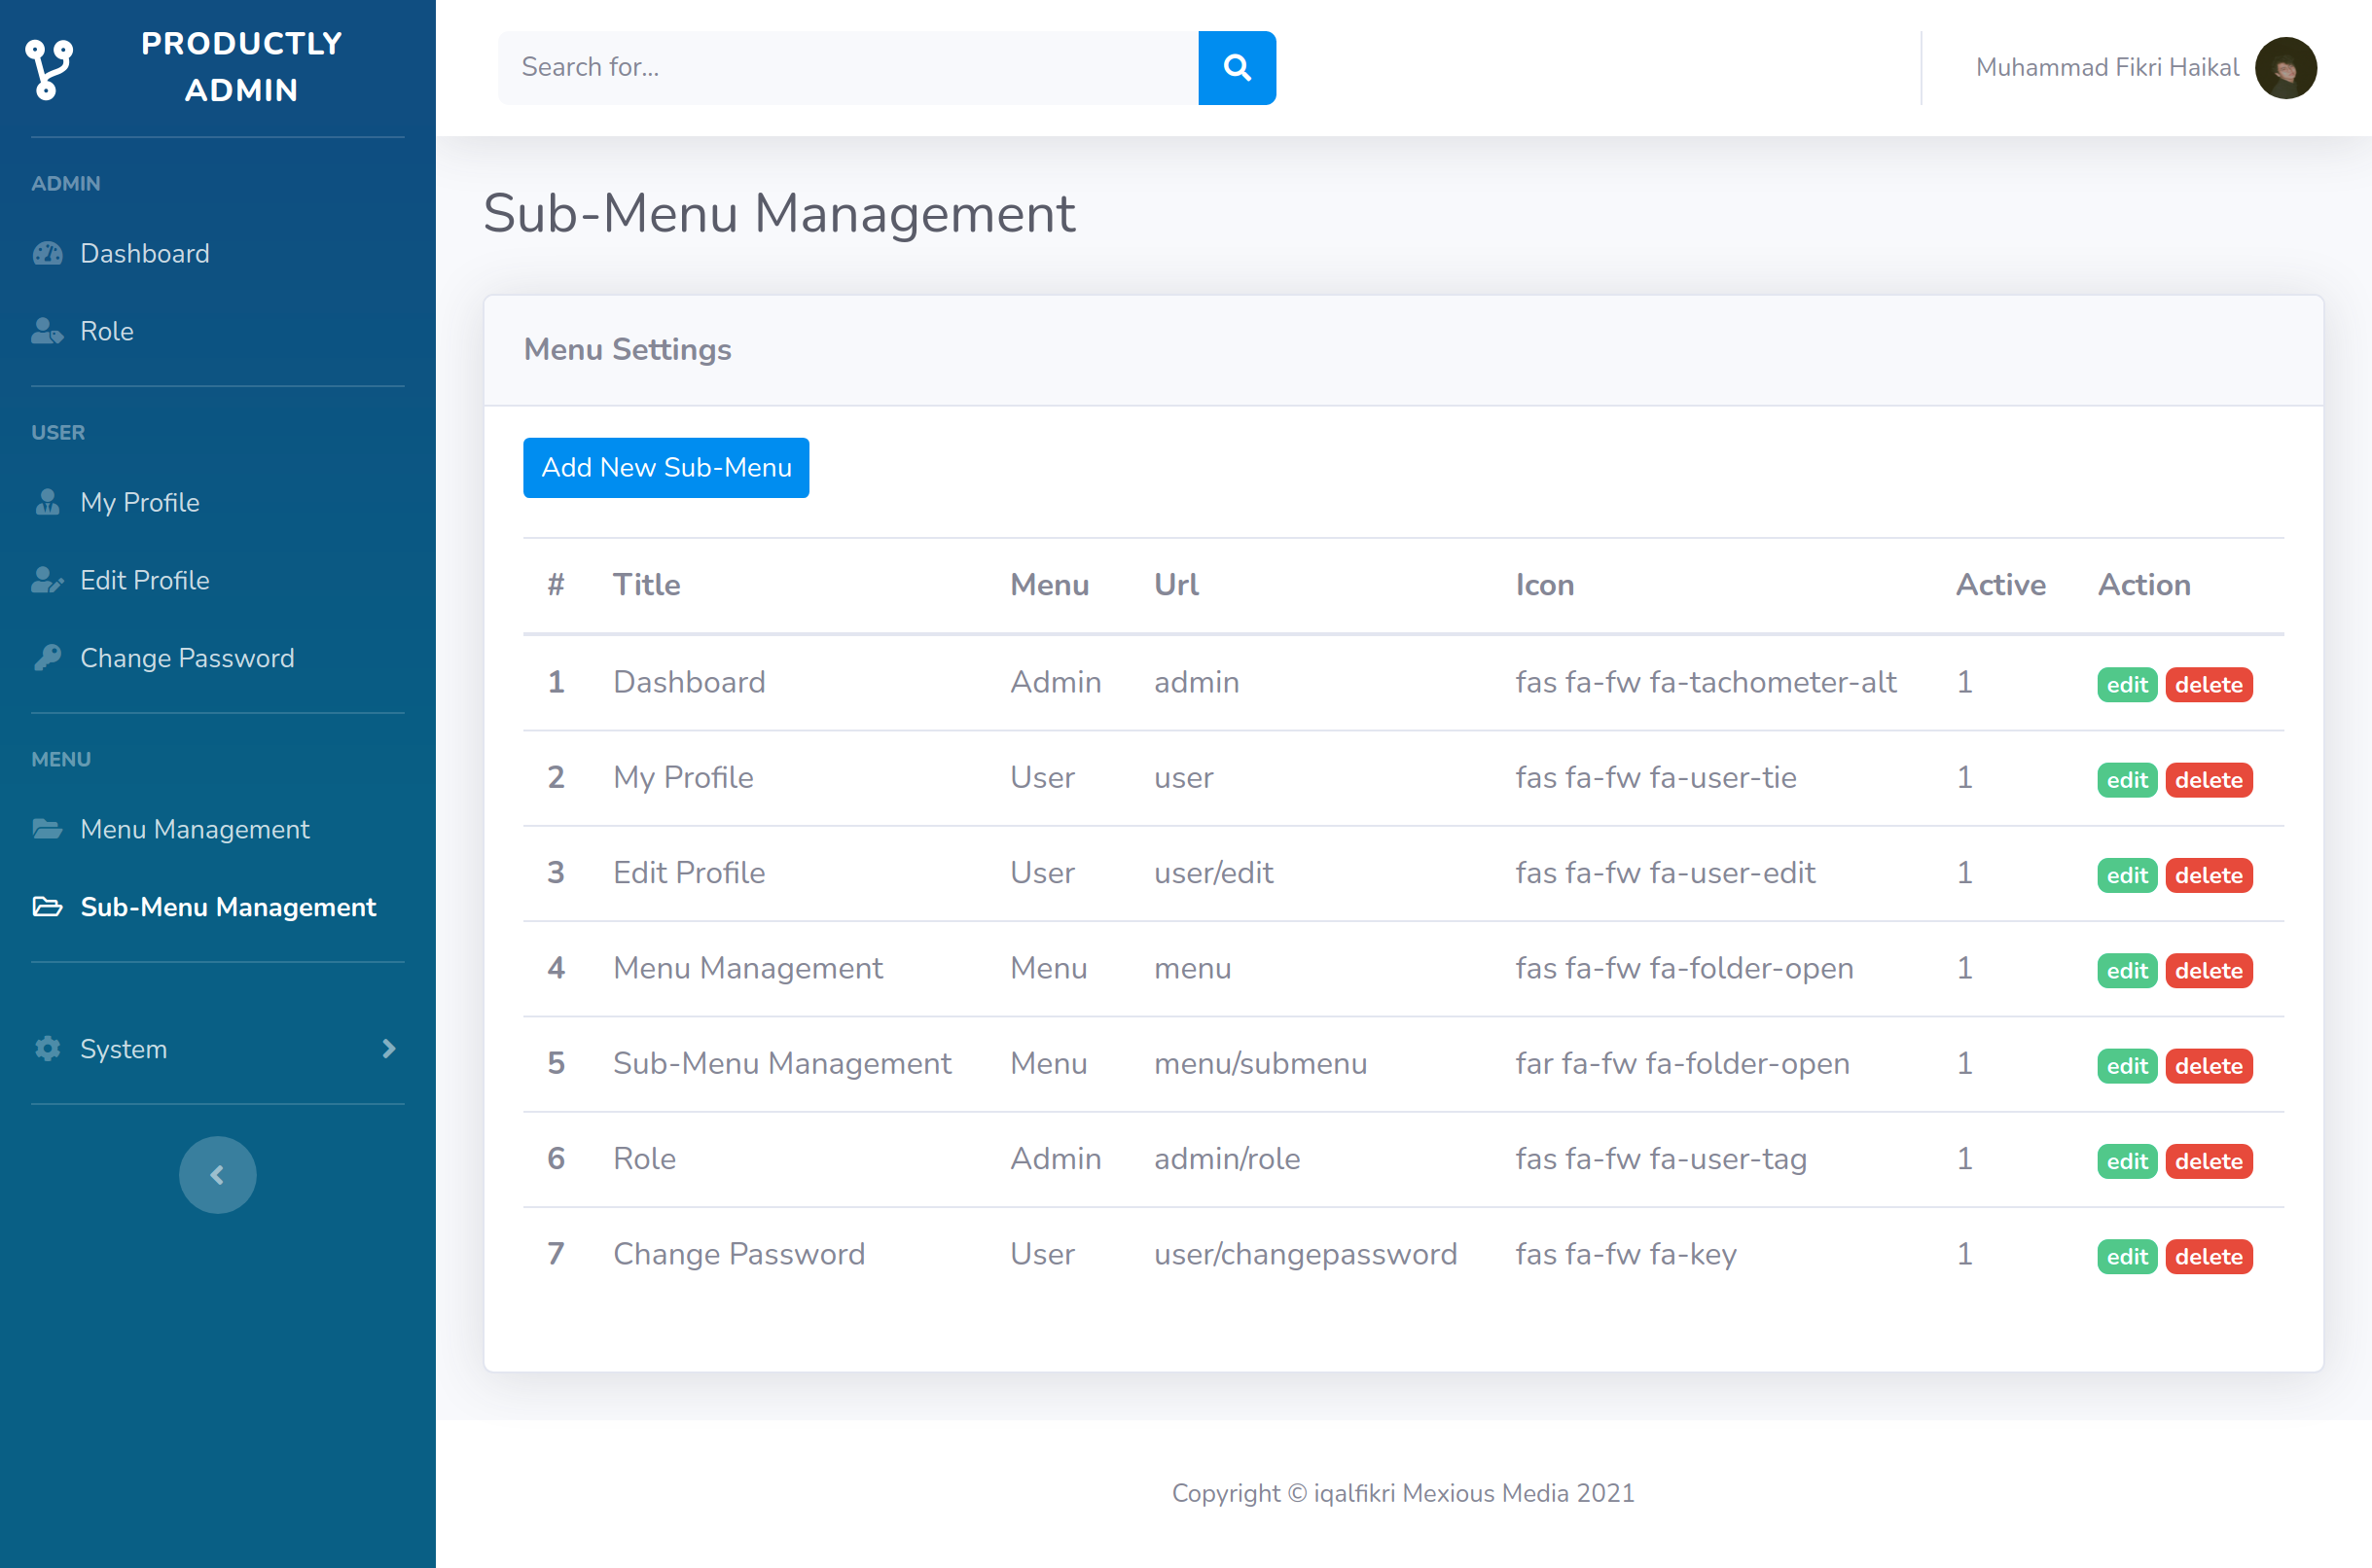 PRODUCTLY
ADMIN
ADMIN
Dashboard
Role
USER
My Profile
Edit Profile
Change Password
MENU
Menu Management
Sub-Menu Management
System
Search for...
Muhammad Fikri Haikal
Sub-Menu Management
Menu Settings
Add New Sub-Menu
# Title Menu Url Icon Active Action
1 Dashboard Admin admin fas fa-fw fa-tachometer-alt 1 edit delete
2 My Profile User user fas fa-fw fa-user-tie 1 edit delete
3 Edit Profile User user/edit fas fa-fw fa-user-edit 1 edit delete
4 Menu Management Menu menu fas fa-fw fa-folder-open 1 edit delete
5 Sub-Menu Management Menu menu/submenu far fa-fw fa-folder-open 1 edit delete
6 Role Admin admin/role fas fa-fw fa-user-tag 1 edit delete
7 Change Password User user/changepassword fas fa-fw fa-key 1 edit delete
Copyright © iqalfikri Mexious Media 2021